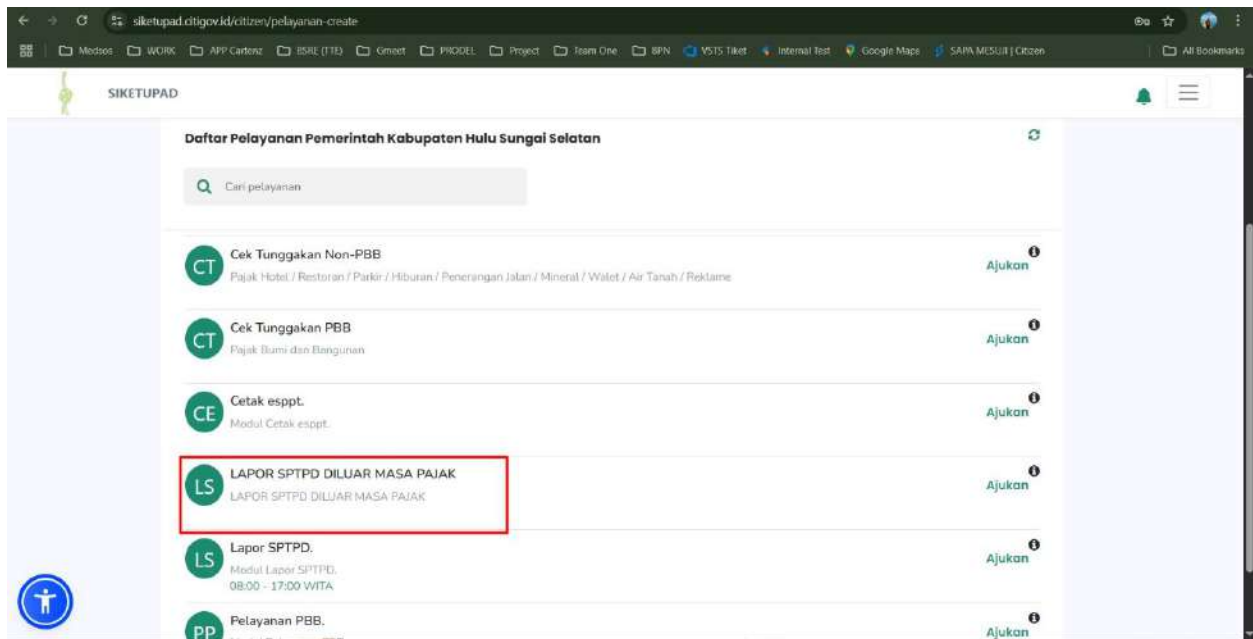 siketupad.citigov.id/citizen/pelayanan-create
Medsos WORK APP Cartenz BSRE (TTE) Gmeet PRODEL Project Team One BPN VSTS Tiket Internal Test Google Maps SAPA MESUJI | Citizen All Bookmarks
SIKETUPAD
Daftar Pelayanan Pemerintah Kabupaten Hulu Sungai Selatan
Cari pelayanan
CT
Cek Tunggakan Non-PBB
Pajak Hotel / Restoran / Parkir / Hiburan / Penerangan Jalan / Mineral / Walet / Air Tanah / Reklame
Ajukan
CT
Cek Tunggakan PBB
Pajak Bumi dan Bangunan
Ajukan
CE
Cetak esppt.
Modul Cetak esppt.
Ajukan
LS
LAPOR SPTPD DILUAR MASA PAJAK
LAPOR SPTPD DILUAR MASA PAJAK
Ajukan
LS
Lapor SPTPD.
Modul Lapor SPTPD.
08:00 - 17:00 WITA
Ajukan
PP
Pelayanan PBB.
Ajukan